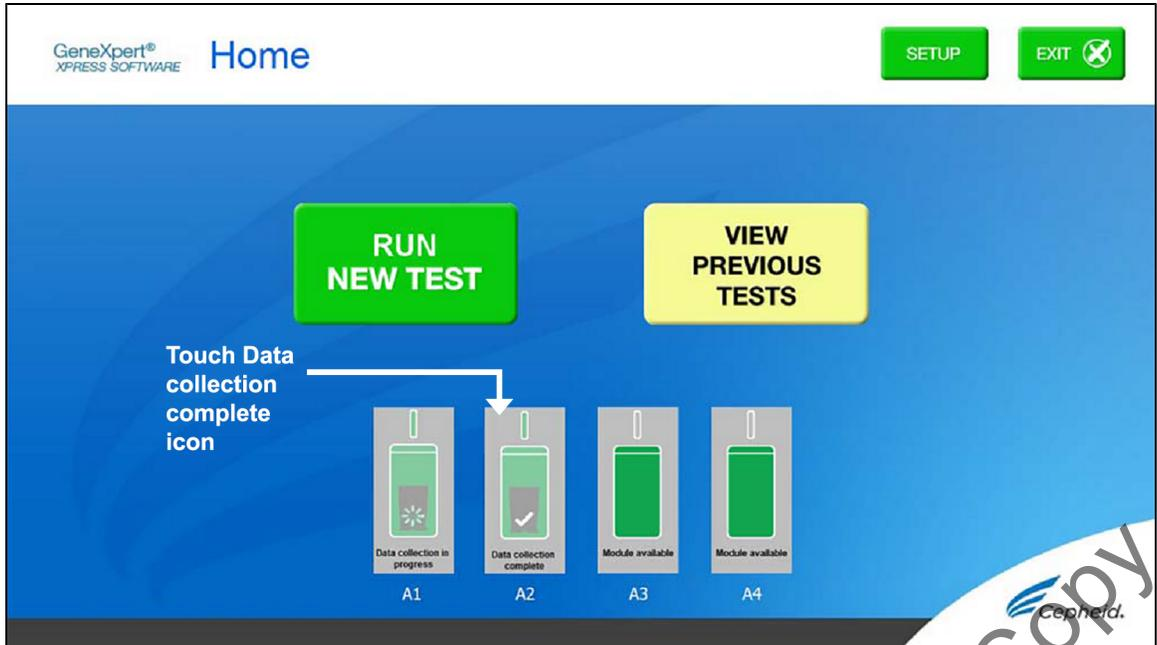 GeneXpert®
XPRESS SOFTWARE
Home
SETUP
EXIT
RUN
NEW TEST
VIEW
PREVIOUS
TESTS
Touch Data
collection
complete
icon
Data collection in
progress
Data collection
complete
Module available
Module available
A1
A2
A3
A4
Cepheid.
Copy